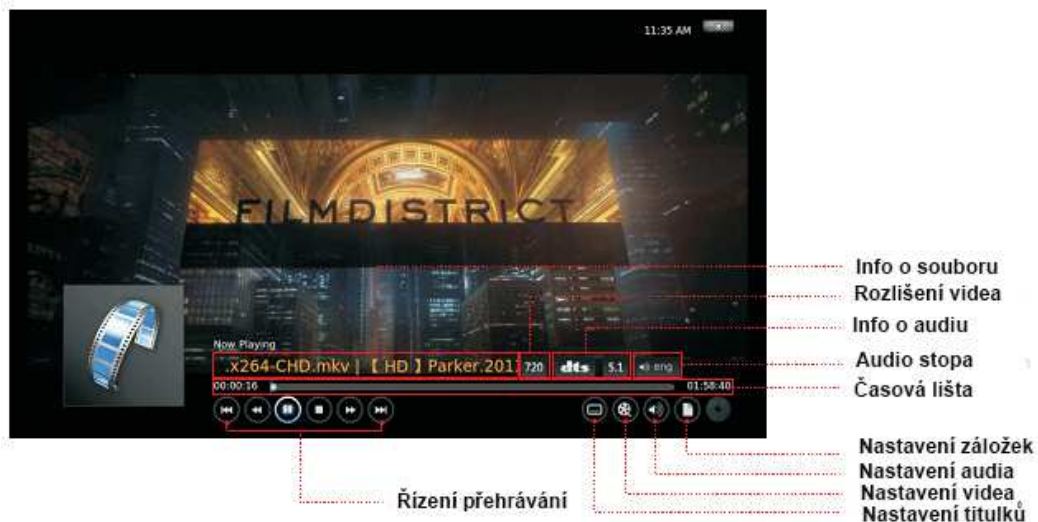 11:35 AM
FILMDISTRICT
Info o souboru
Rozlišení videa
Info o audiu
Now Playing
.x264-CHD.mkv | 【 HD 】 Parker.201 720 dts 5.1 eng
Audio stopa
00:00:16 01:58:40
Časová lišta
Nastavení záložek
Nastavení audia
Řízení přehrávání
Nastavení videa
Nastavení titulků